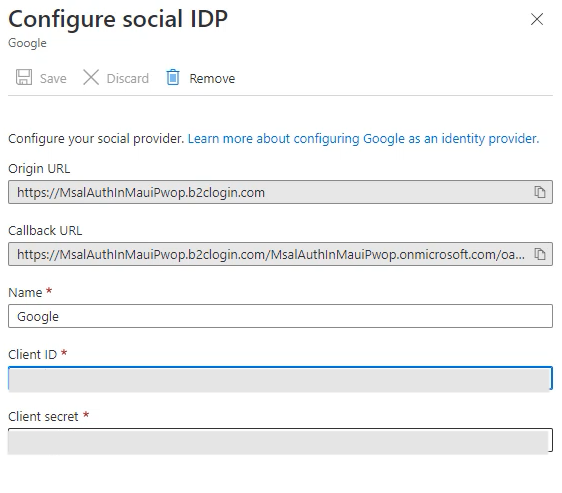 Configure social IDP
Google
Save Discard Remove
Configure your social provider. Learn more about configuring Google as an identity provider.
Origin URL
https://MsalAuthInMauiPwop.b2clogin.com
Callback URL
https://MsalAuthInMauiPwop.b2clogin.com/MsalAuthInMauiPwop.onmicrosoft.com/oa...
Name *
Google
Client ID *
Client secret *